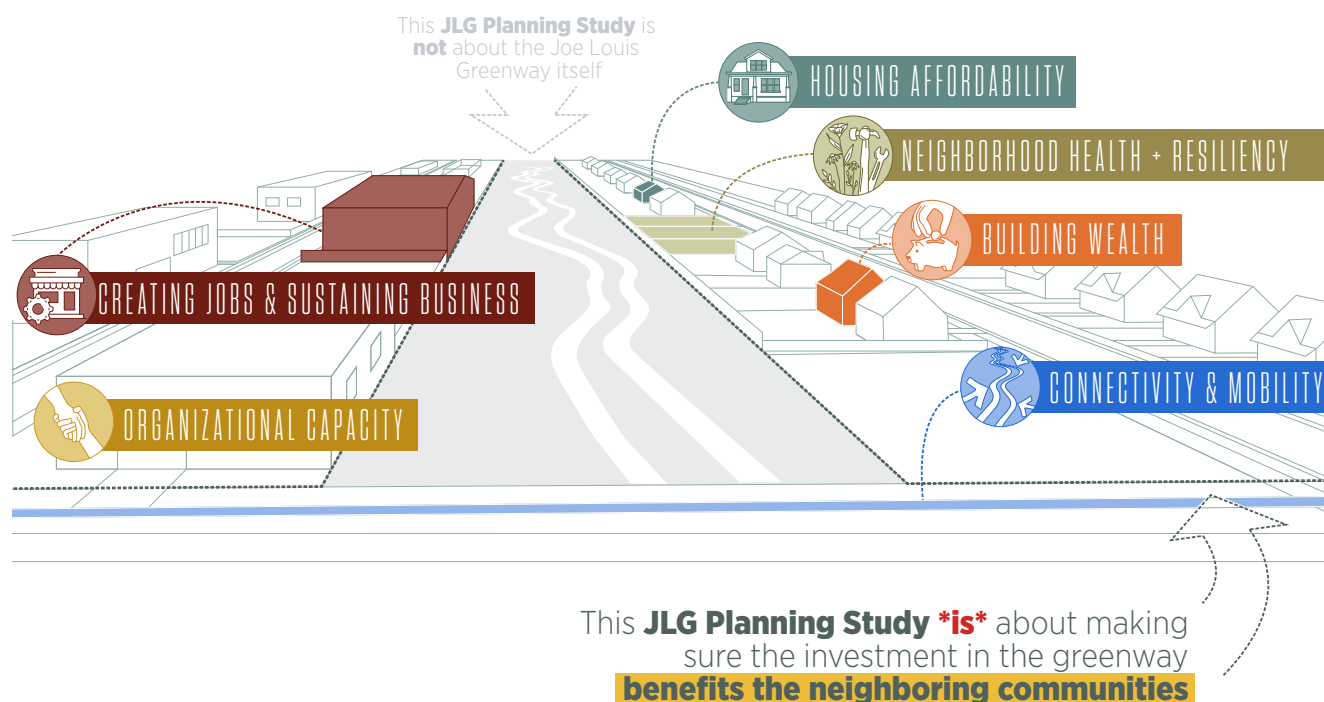 This JLG Planning Study is
not about the Joe Louis
Greenway itself
HOUSING AFFORDABILITY
NEIGHBORHOOD HEALTH + RESILIENCY
BUILDING WEALTH
CREATING JOBS & SUSTAINING BUSINESS
CONNECTIVITY & MOBILITY
ORGANIZATIONAL CAPACITY
This JLG Planning Study *is* about making
sure the investment in the greenway
benefits the neighboring communities